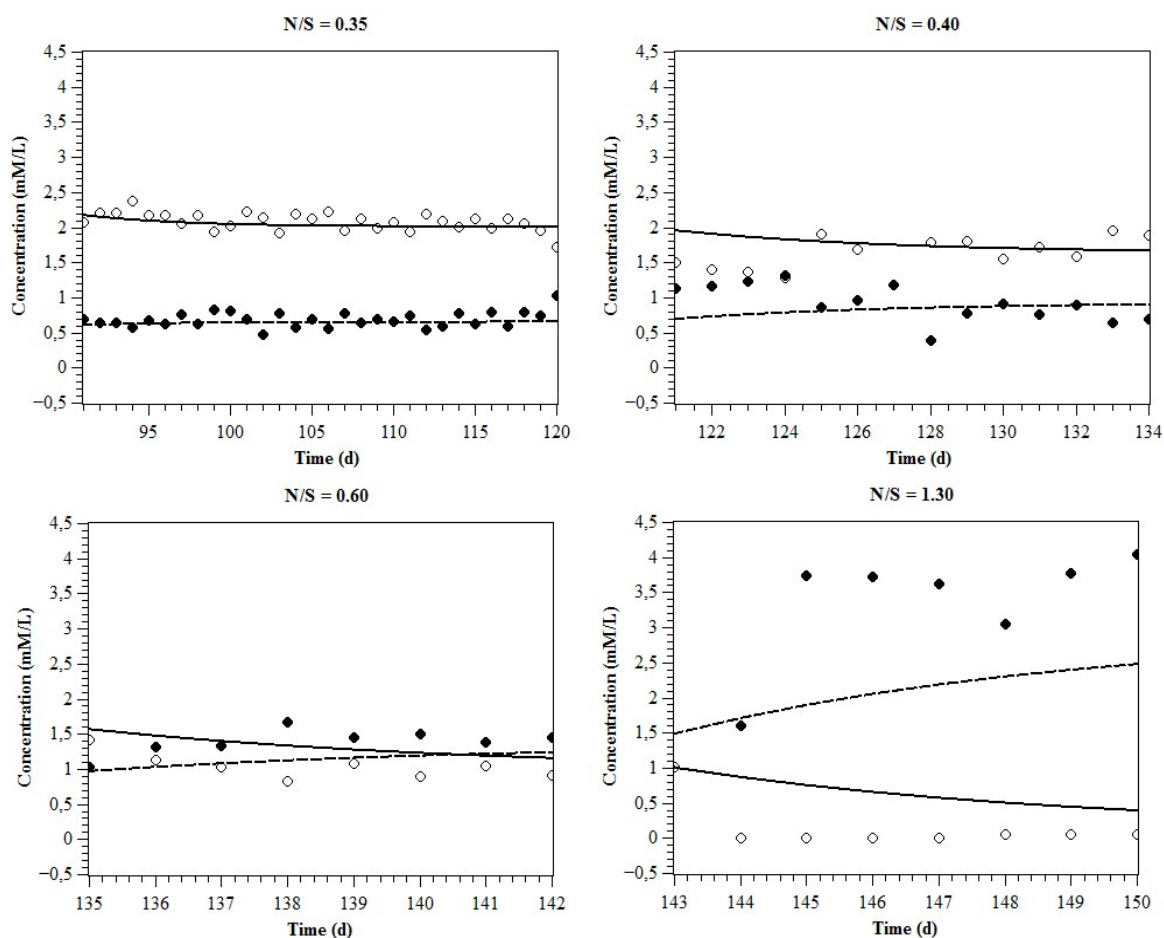 N/S = 0.35
4,5
4
3,5
3
2,5
2
1,5
1
0,5
0
−0,5
Concentration (mM/L)
95 100 105 110 115 120
Time (d)
N/S = 0.40
4,5
4
3,5
3
2,5
2
1,5
1
0,5
0
−0,5
Concentration (mM/L)
122 124 126 128 130 132 134
Time (d)
N/S = 0.60
4,5
4
3,5
3
2,5
2
1,5
1
0,5
0
−0,5
Concentration (mM/L)
135 136 137 138 139 140 141 142
Time (d)
N/S = 1.30
4,5
4
3,5
3
2,5
2
1,5
1
0,5
0
−0,5
Concentration (mM/L)
143 144 145 146 147 148 149 150
Time (d)